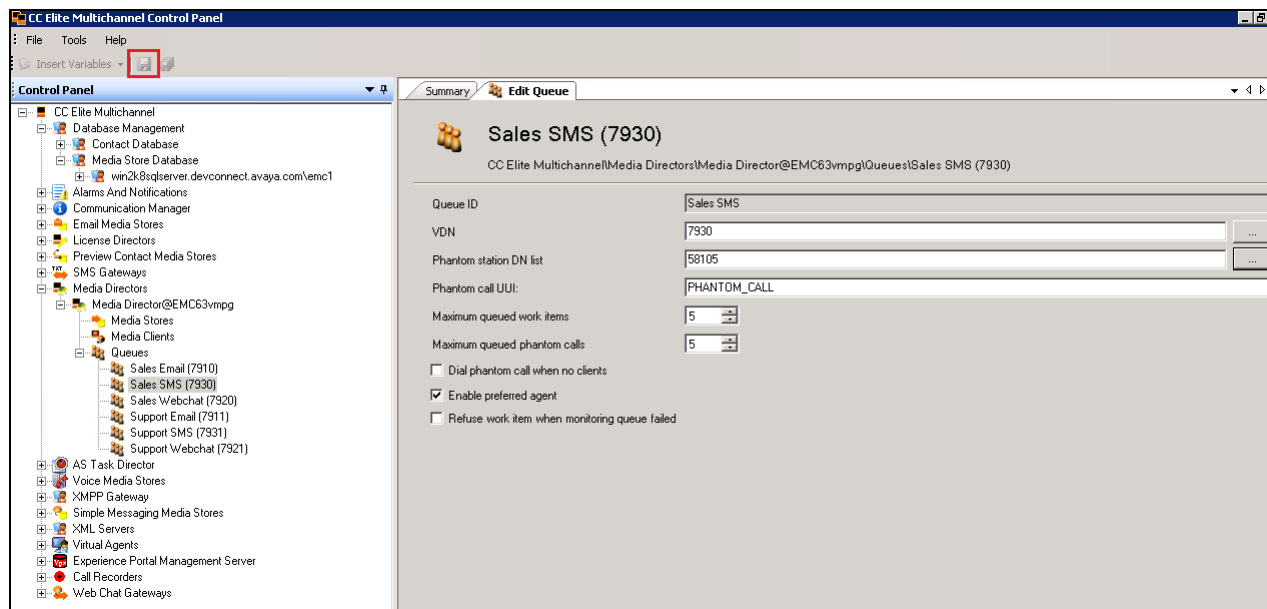 CC Elite Multichannel Control Panel
File Tools Help
Insert Variables
Control Panel
CC Elite Multichannel
Database Management
Contact Database
Media Store Database
win2k8sqlserver.devconnect.avaya.com\emc1
Alarms And Notifications
Communication Manager
Email Media Stores
License Directors
Preview Contact Media Stores
SMS Gateways
Media Directors
Media Director@EMC63vmpg
Media Stores
Media Clients
Queues
Sales Email (7910)
Sales SMS (7930)
Sales Webchat (7920)
Support Email (7911)
Support SMS (7931)
Support Webchat (7921)
AS Task Director
Voice Media Stores
XMPP Gateway
Simple Messaging Media Stores
XML Servers
Virtual Agents
Experience Portal Management Server
Call Recorders
Web Chat Gateways
Summary Edit Queue
Sales SMS (7930)
CC Elite Multichannel\Media Directors\Media Director@EMC63vmpg\Queues\Sales SMS (7930)
Queue ID Sales SMS
VDN 7930 ...
Phantom station DN list 58105 ...
Phantom call UUI: PHANTOM_CALL
Maximum queued work items 5
Maximum queued phantom calls 5
Dial phantom call when no clients
Enable preferred agent
Refuse work item when monitoring queue failed